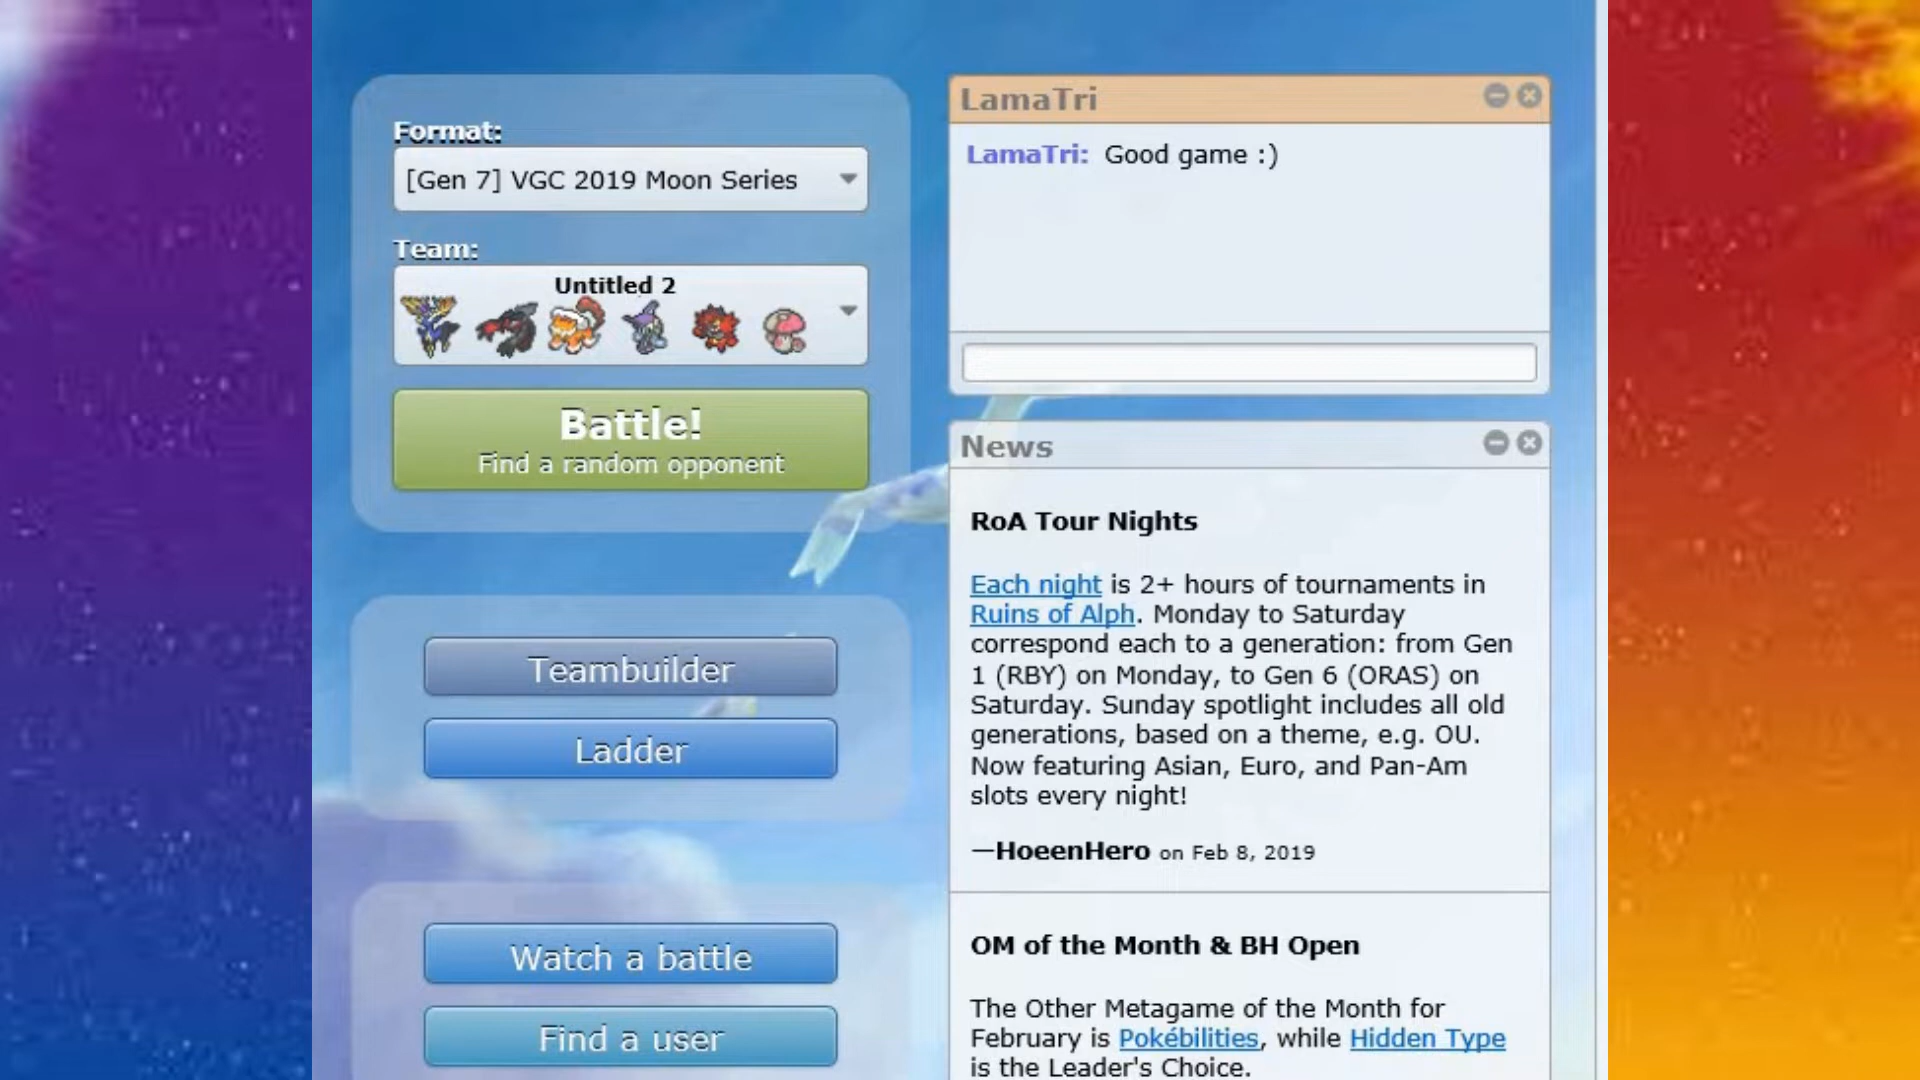 Format:
[Gen 7] VGC 2019 Moon Series
Team:
Untitled 2
Battle!
Find a random opponent
Teambuilder
Ladder
Watch a battle
Find a user
LamaTri
LamaTri: Good game :)
News
RoA Tour Nights
Each night is 2+ hours of tournaments in
Ruins of Alph. Monday to Saturday
correspond each to a generation: from Gen
1 (RBY) on Monday, to Gen 6 (ORAS) on
Saturday. Sunday spotlight includes all old
generations, based on a theme, e.g. OU.
Now featuring Asian, Euro, and Pan-Am
slots every night!
—HoeenHero on Feb 8, 2019
OM of the Month & BH Open
The Other Metagame of the Month for
February is Pokébilities, while Hidden Type
is the Leader's Choice.